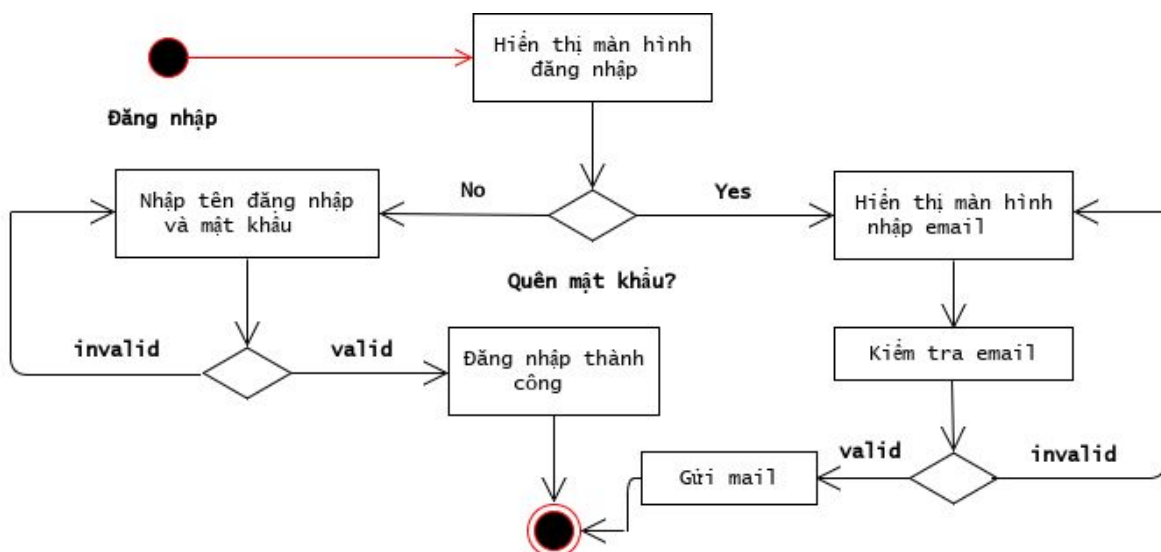 Hiển thị màn hình
đăng nhập
Đăng nhập
Nhập tên đăng nhập
và mật khẩu
No
Yes
Hiển thị màn hình
nhập email
Quên mật khẩu?
invalid
valid
Đăng nhập thành
công
Kiểm tra email
valid
invalid
Gửi mail